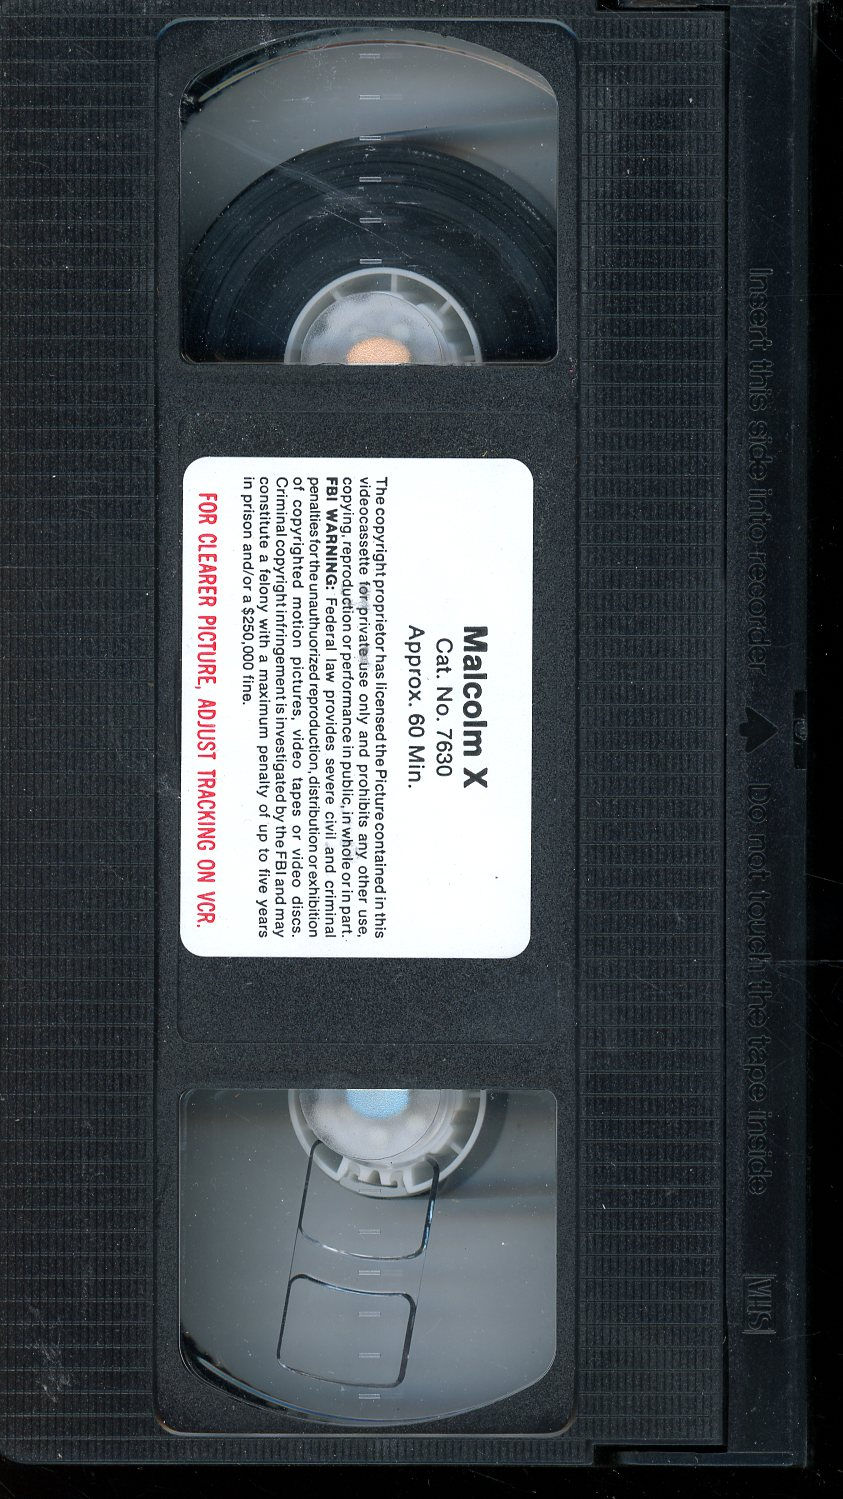 Malcolm X
Cat. No. 7630
Approx. 60 Min.
The copyright proprietor has licensed the Picture contained in this
videocassette for private use only and prohibits any other use,
copying, reproduction or performance in public, in whole or in part.
FBI WARNING: Federal law provides severe civil and criminal
penalties for the unauthuorized reproduction, distribution or exhibition
of copyrighted motion pictures, video tapes or video discs.
Criminal copyright infringement is investigated by the FBI and may
constitute a felony with a maximum penalty of up to five years
in prison and/or a $250,000 fine.
FOR CLEARER PICTURE, ADJUST TRACKING ON VCR.
Insert this side into recorder Do not touch the tape inside
VHS